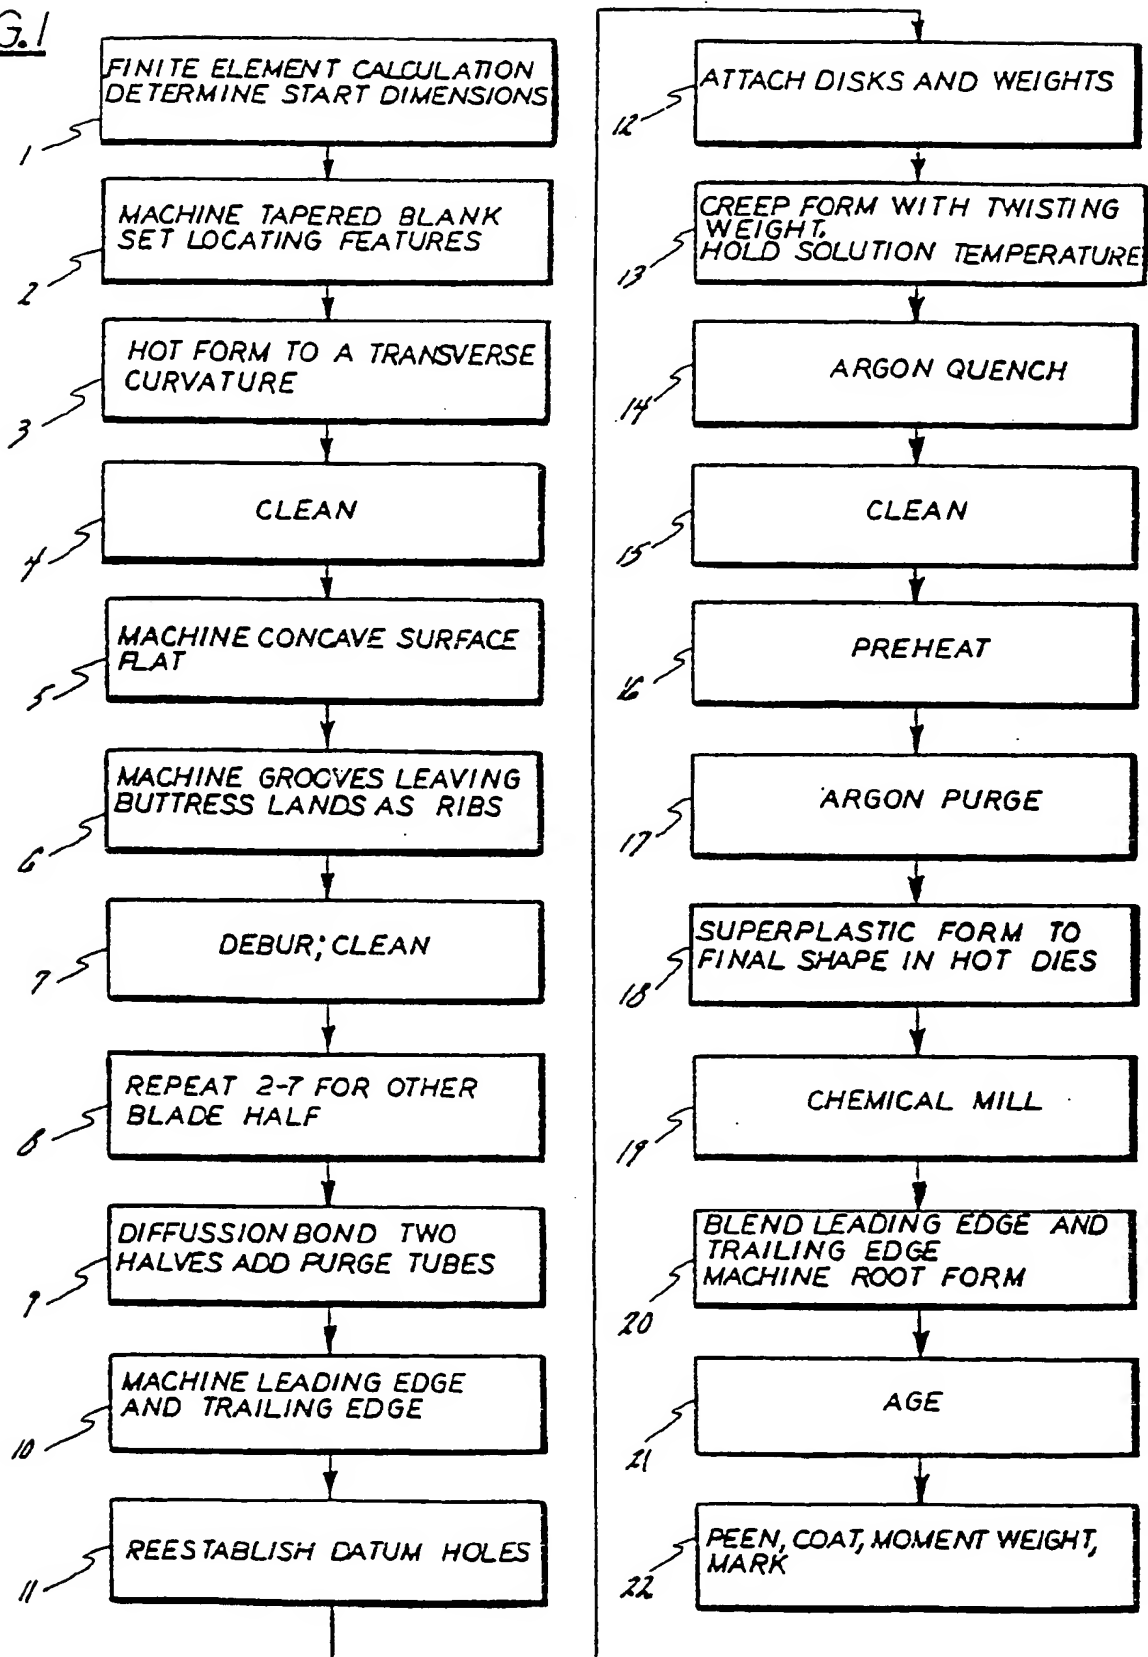 G.1
FINITE ELEMENT CALCULATION
DETERMINE START DIMENSIONS
1
MACHINE TAPERED BLANK
SET LOCATING FEATURES
2
HOT FORM TO A TRANSVERSE
CURVATURE
3
CLEAN
4
MACHINE CONCAVE SURFACE
FLAT
5
MACHINE GROOVES LEAVING
BUTTRESS LANDS AS RIBS
6
DEBUR; CLEAN
7
REPEAT 2-7 FOR OTHER
BLADE HALF
8
DIFFUSSION BOND TWO
HALVES ADD PURGE TUBES
9
MACHINE LEADING EDGE
AND TRAILING EDGE
10
REESTABLISH DATUM HOLES
11
ATTACH DISKS AND WEIGHTS
12
CREEP FORM WITH TWISTING
WEIGHT.
HOLD SOLUTION TEMPERATURE
13
ARGON QUENCH
14
CLEAN
15
PREHEAT
16
ARGON PURGE
17
SUPERPLASTIC FORM TO
FINAL SHAPE IN HOT DIES
18
CHEMICAL MILL
19
BLEND LEADING EDGE AND
TRAILING EDGE
MACHINE ROOT FORM
20
AGE
21
PEEN, COAT, MOMENT WEIGHT,
MARK
22